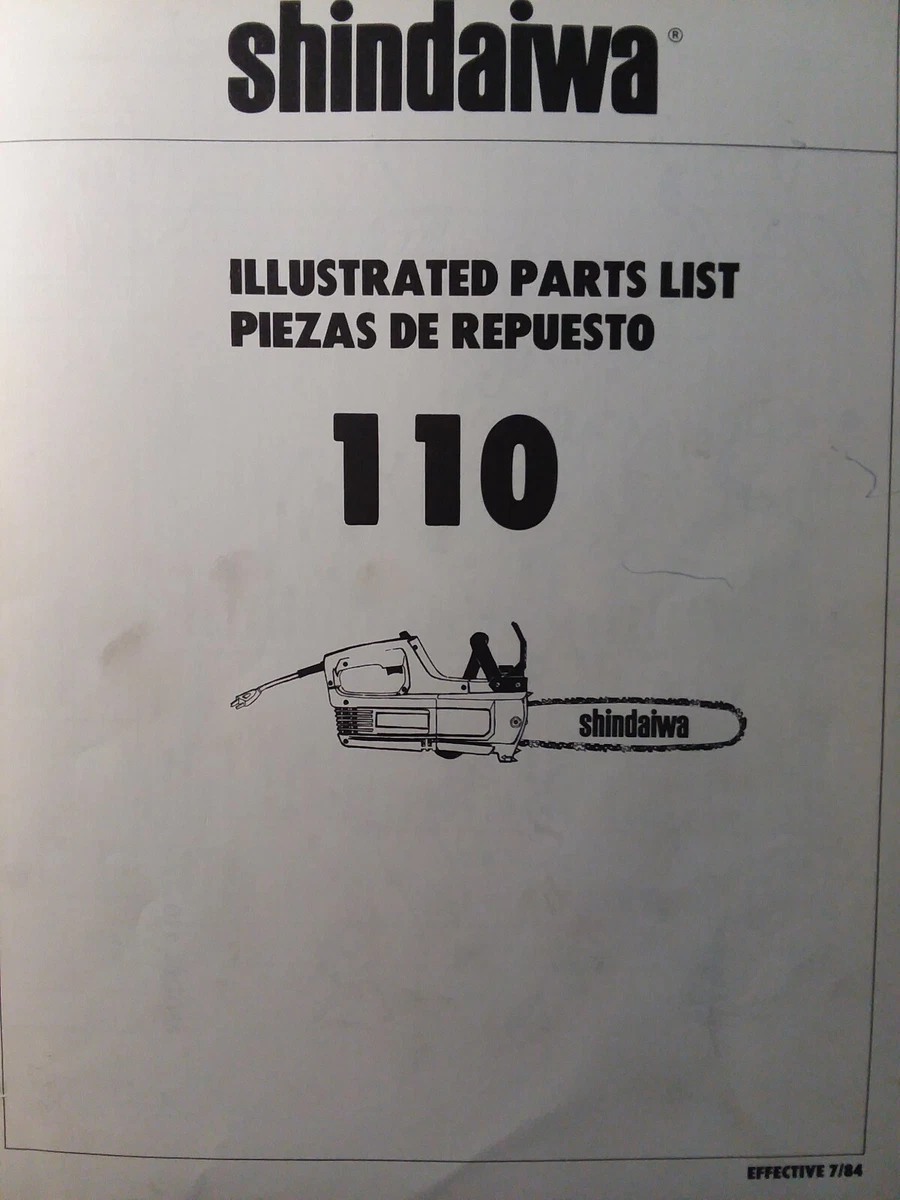 shindaiwa®
ILLUSTRATED PARTS LIST
PIEZAS DE REPUESTO
110
shindaiwa
EFFECTIVE 7/84